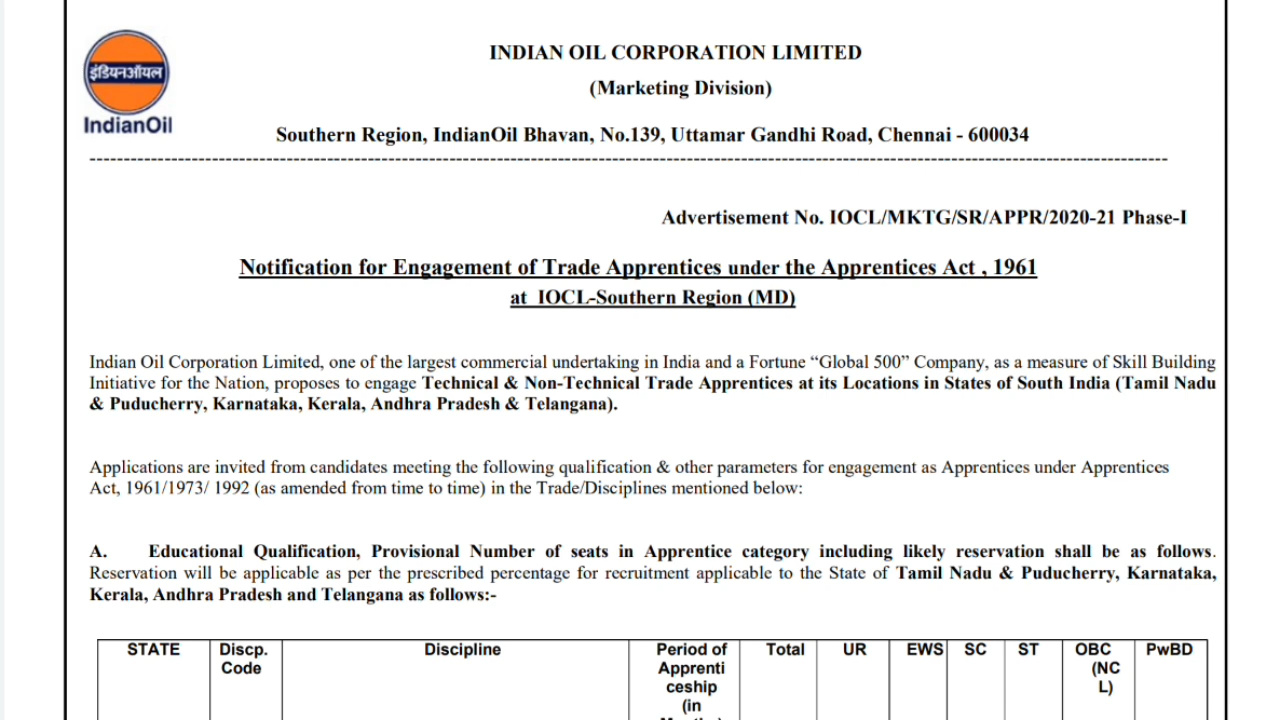 इंडियनऑयल
IndianOil
INDIAN OIL CORPORATION LIMITED
(Marketing Division)
Southern Region, IndianOil Bhavan, No.139, Uttamar Gandhi Road, Chennai - 600034
Advertisement No. IOCL/MKTG/SR/APPR/2020-21 Phase-I
Notification for Engagement of Trade Apprentices under the Apprentices Act , 1961
at IOCL-Southern Region (MD)
Indian Oil Corporation Limited, one of the largest commercial undertaking in India and a Fortune “Global 500” Company, as a measure of Skill Building
Initiative for the Nation, proposes to engage Technical & Non-Technical Trade Apprentices at its Locations in States of South India (Tamil Nadu
& Puducherry, Karnataka, Kerala, Andhra Pradesh & Telangana).
Applications are invited from candidates meeting the following qualification & other parameters for engagement as Apprentices under Apprentices
Act, 1961/1973/ 1992 (as amended from time to time) in the Trade/Disciplines mentioned below:
A. Educational Qualification, Provisional Number of seats in Apprentice category including likely reservation shall be as follows.
Reservation will be applicable as per the prescribed percentage for recruitment applicable to the State of Tamil Nadu & Puducherry, Karnataka,
Kerala, Andhra Pradesh and Telangana as follows:-
STATE Discp. Discipline Period of Total UR EWS SC ST OBC PwBD
Code Apprenti (NC
ceship L)
(in